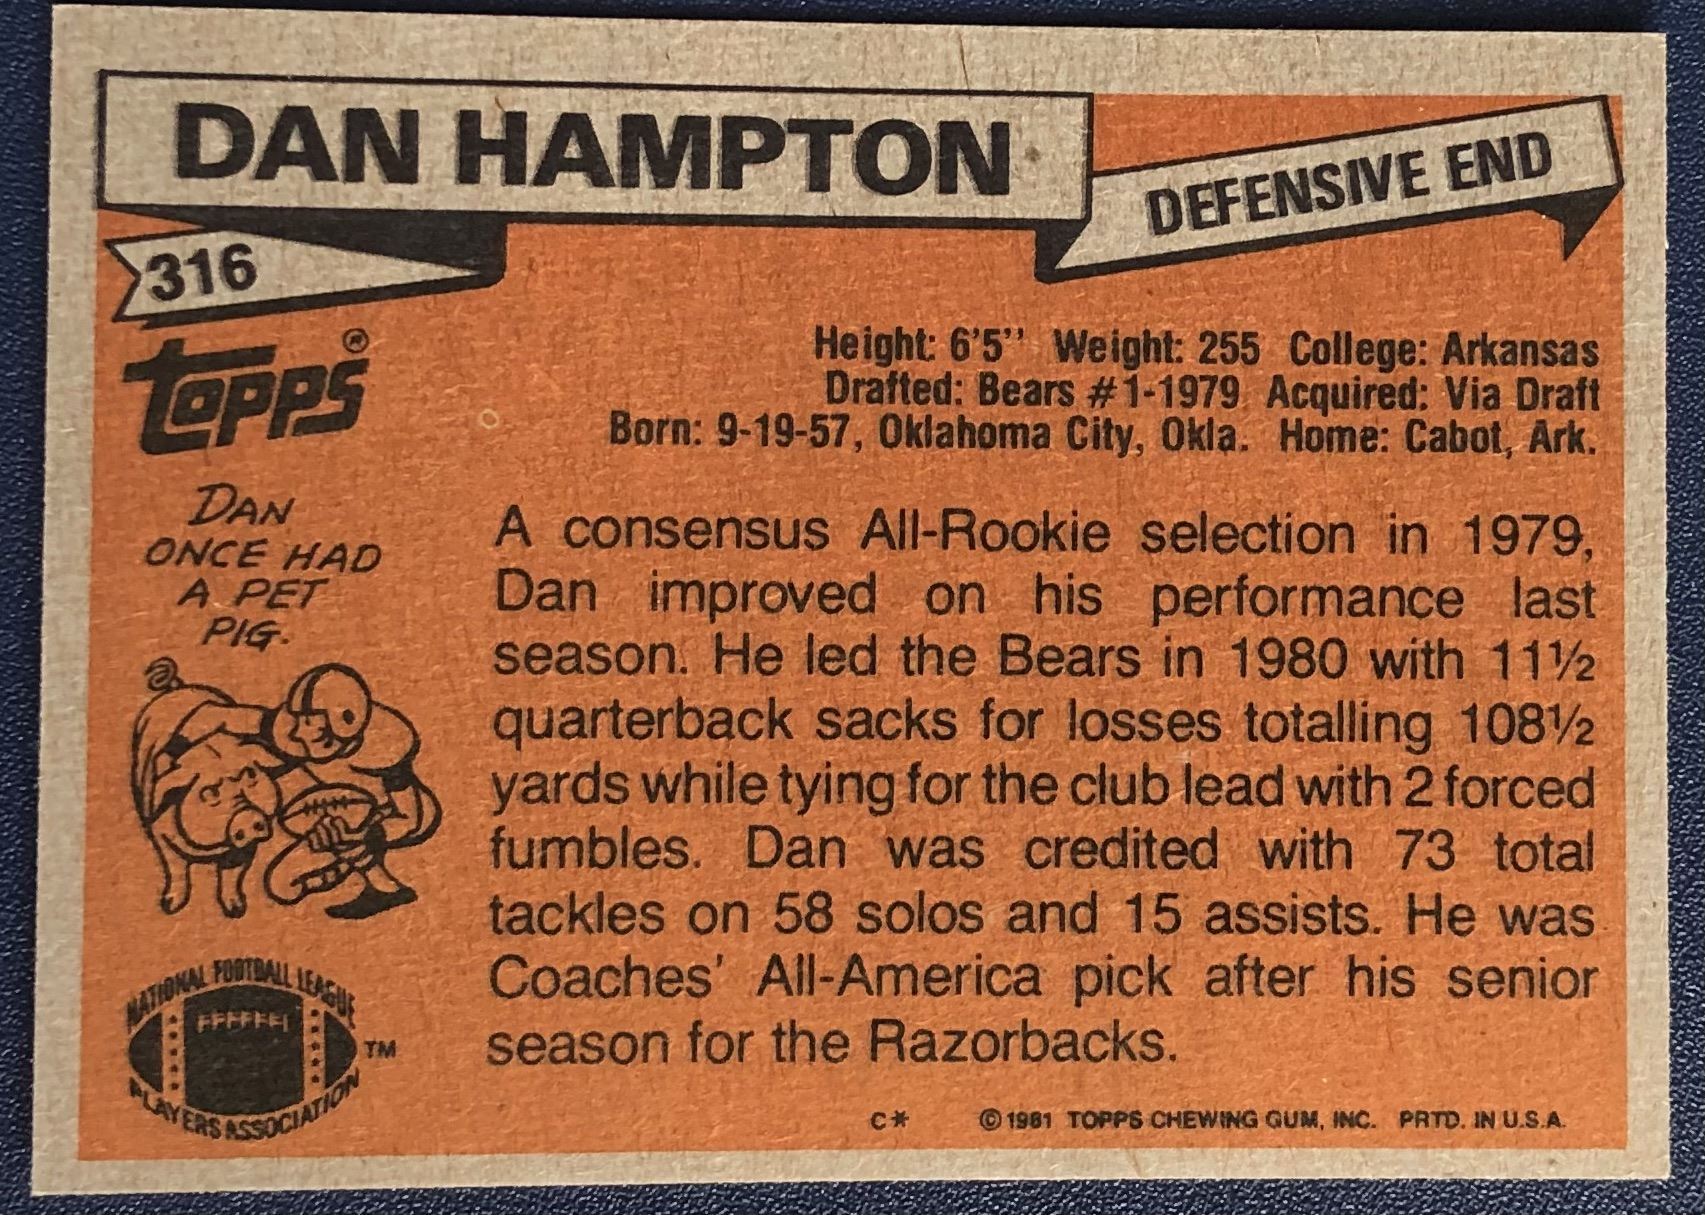 DAN HAMPTON
DEFENSIVE END
316
TOPPS®
Height: 6'5'' Weight: 255 College: Arkansas
Drafted: Bears #1-1979 Acquired: Via Draft
Born: 9-19-57, Oklahoma City, Okla. Home: Cabot, Ark.
DAN
ONCE HAD
A PET
PIG.
A consensus All-Rookie selection in 1979,
Dan improved on his performance last
season. He led the Bears in 1980 with 11½
quarterback sacks for losses totalling 108½
yards while tying for the club lead with 2 forced
fumbles. Dan was credited with 73 total
tackles on 58 solos and 15 assists. He was
Coaches' All-America pick after his senior
season for the Razorbacks.
NATIONAL FOOTBALL LEAGUE
PLAYERS ASSOCIATION
TM
C* © 1981 TOPPS CHEWING GUM, INC. PRTD. IN U.S.A.